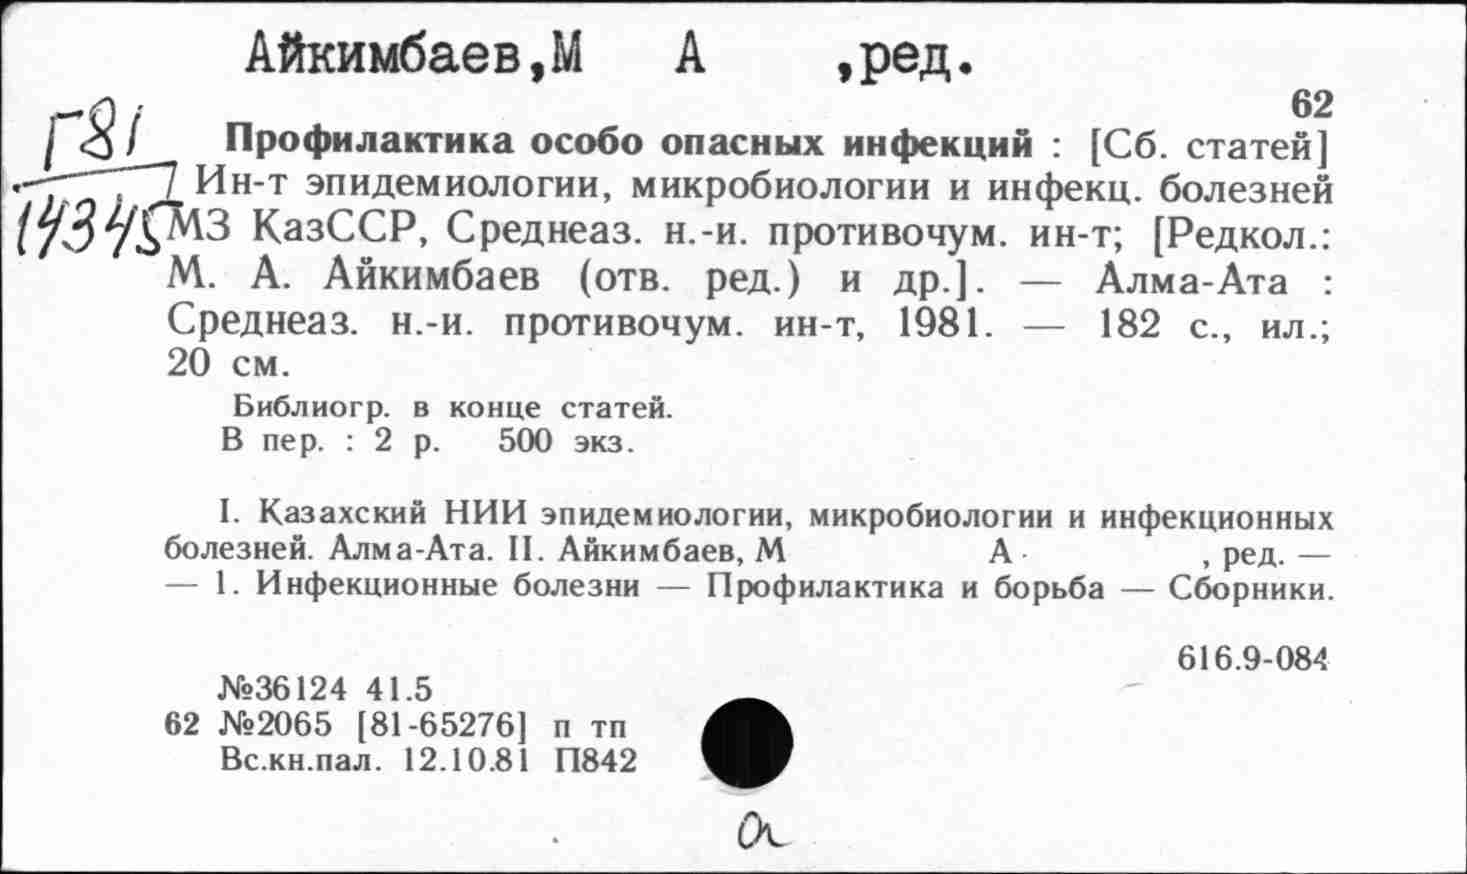 Айкимбаев,М А ,ред.
62
Г81
14345
Профилактика особо опасных инфекций : [Сб. статей]
/ Ин-т эпидемиологии, микробиологии и инфекц. болезней
МЗ КазССР, Среднеаз. н.-и. противочум. ин-т; [Редкол.:
М. А. Айкимбаев (отв. ред.) и др.]. — Алма-Ата :
Среднеаз. н.-и. противочум. ин-т, 1981. — 182 с., ил.;
20 см.
Библиогр. в конце статей.
В пер. : 2 р. 500 экз.
I. Казахский НИИ эпидемиологии, микробиологии и инфекционных
болезней. Алма-Ата. II. Айкимбаев, М А , ред. —
— 1. Инфекционные болезни — Профилактика и борьба — Сборники.
616.9-084
№36124 41.5
62 №2065 [81-65276] п тп
Вс.кн.пал. 12.10.81 П842